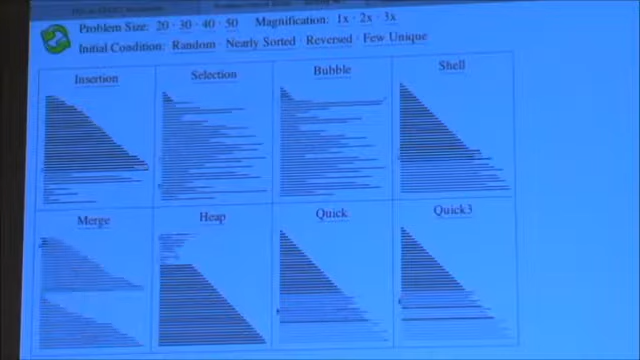 Problem Size: 20 · 30 · 40 · 50 Magnification: 1x · 2x · 3x
Initial Condition: Random · Nearly Sorted · Reversed · Few Unique
Insertion Selection Bubble Shell
Merge Heap Quick Quick3